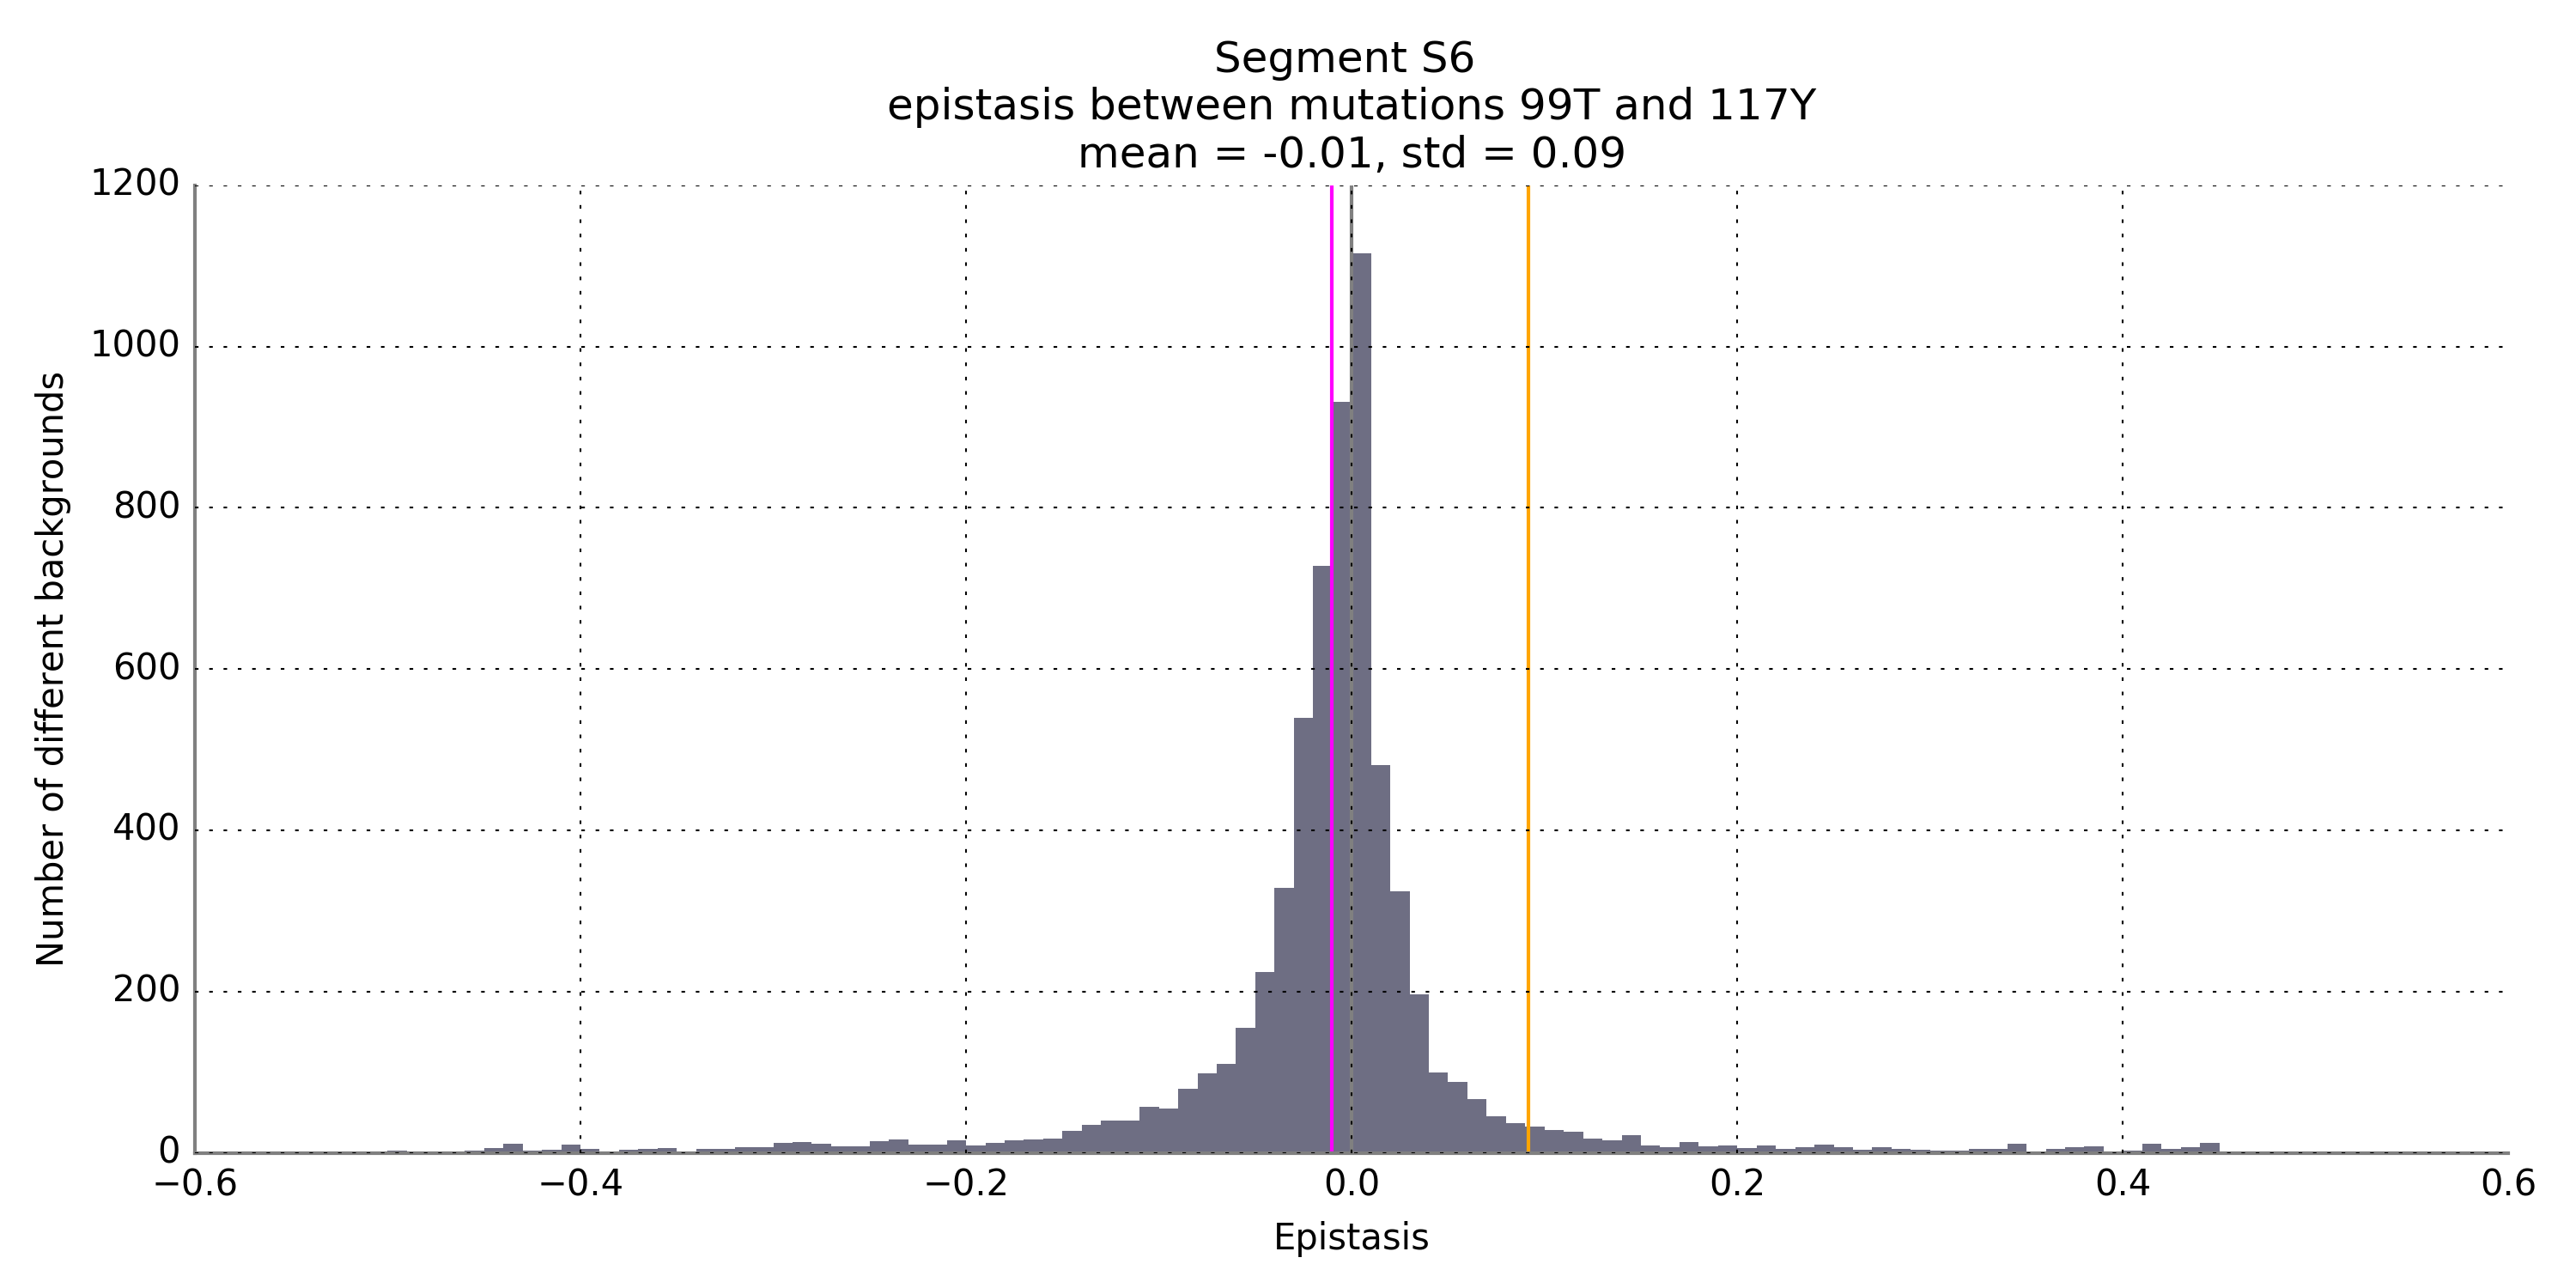 Segment S6
epistasis between mutations 99T and 117Y
mean = -0.01, std = 0.09
Number of different backgrounds
1200
1000
800
600
400
200
0
−0.6
−0.4
−0.2
0.0
0.2
0.4
0.6
Epistasis